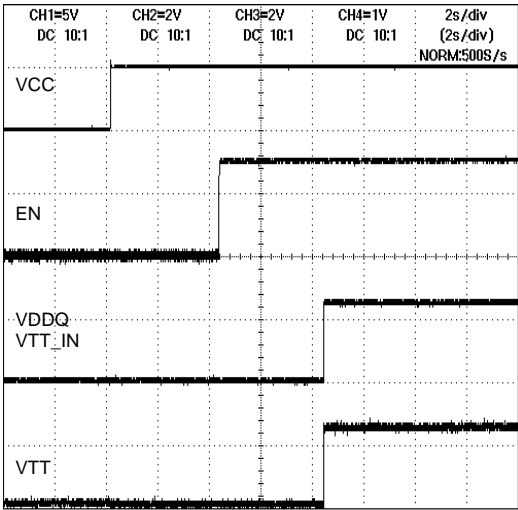 CH1=5V CH2=2V CH3=2V CH4=1V 2s/div
DC 10:1 DC 10:1 DC 10:1 DC 10:1 (2s/div)
NORM:500S/s
VCC
EN
VDDQ
VTT_IN
VTT